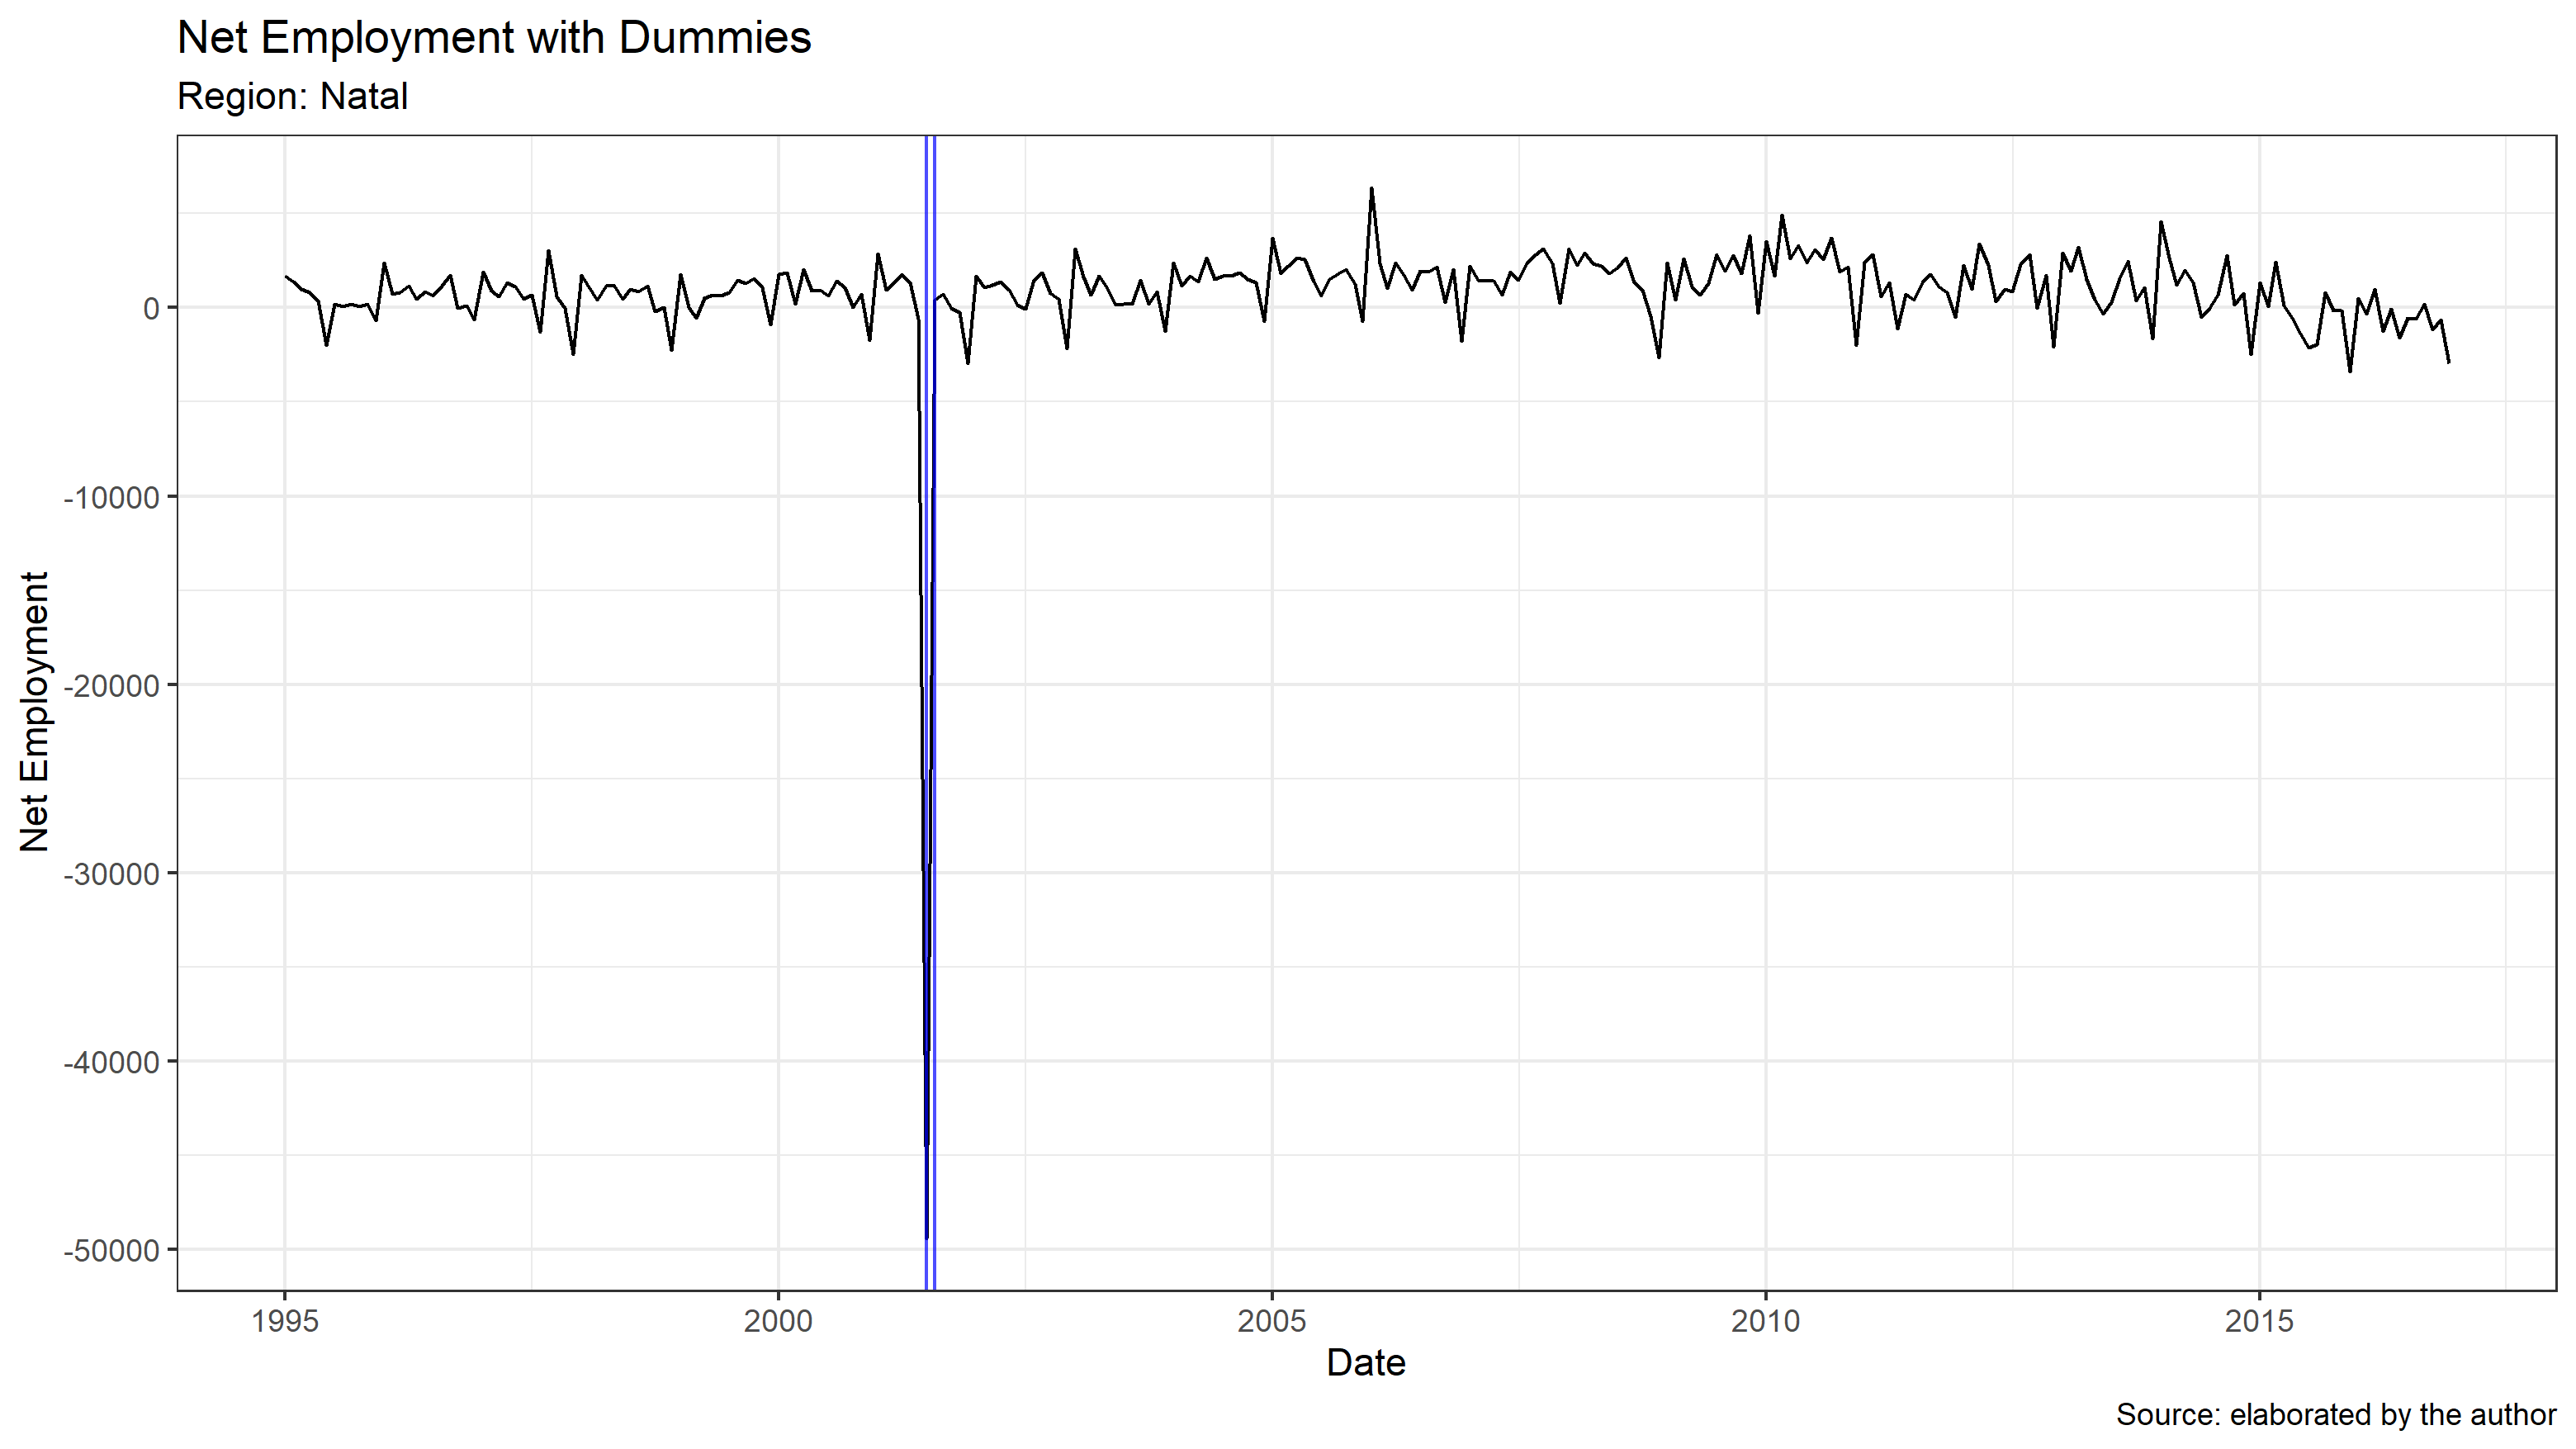 Net Employment with Dummies
Region: Natal
Net Employment
0
-10000
-20000
-30000
-40000
-50000
1995 2000 2005 2010 2015
Date
Source: elaborated by the author